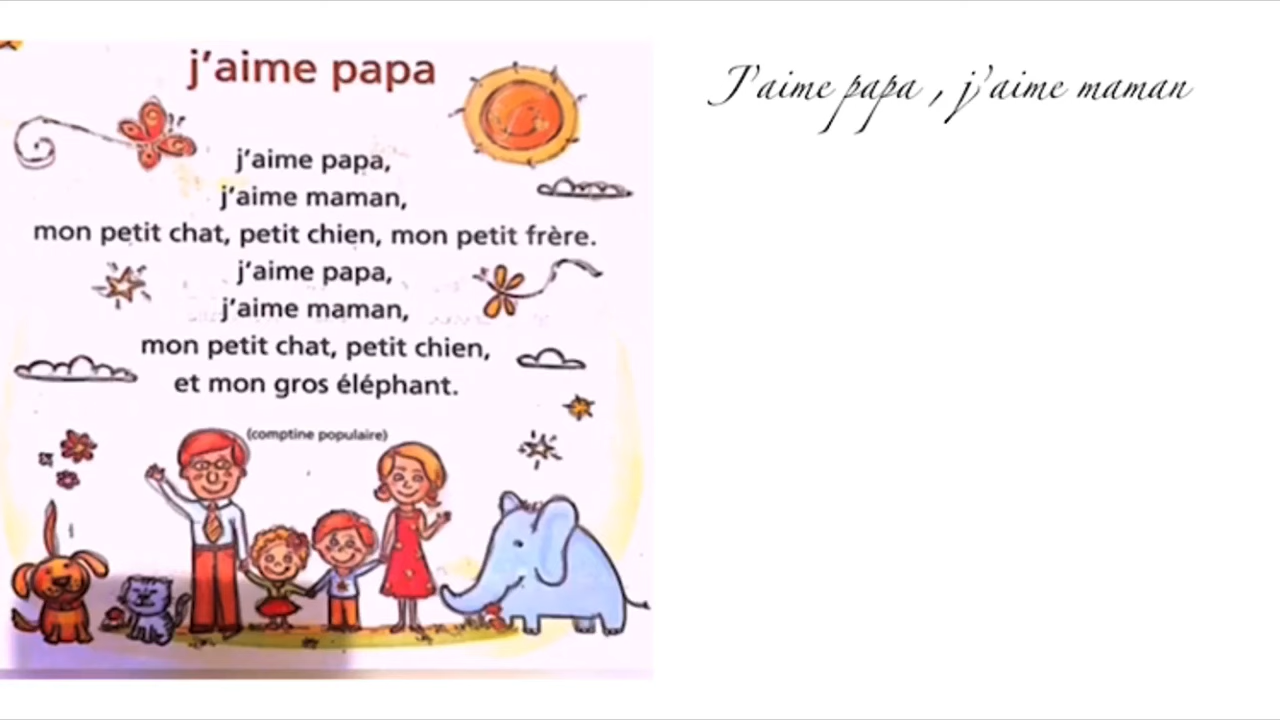 j'aime papa
j'aime papa,
j'aime maman,
mon petit chat, petit chien, mon petit frère.
j'aime papa,
j'aime maman,
mon petit chat, petit chien,
et mon gros éléphant.
(comptine populaire)
J'aime papa , j'aime maman